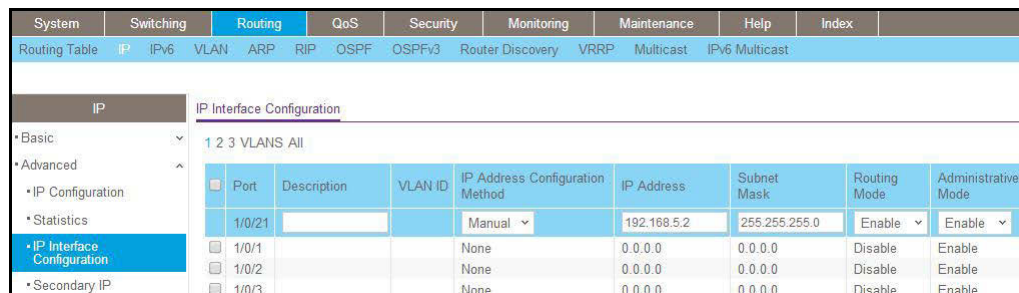 System Switching Routing QoS Security Monitoring Maintenance Help Index
Routing Table IP IPv6 VLAN ARP RIP OSPF OSPFv3 Router Discovery VRRP Multicast IPv6 Multicast
IP
IP Interface Configuration
• Basic
1 2 3 VLANS All
• Advanced
• IP Configuration
• Statistics
• IP Interface
Configuration
• Secondary IP
Port Description VLAN ID IP Address Configuration Method IP Address Subnet Mask Routing Mode Administrative Mode
1/0/21 Manual 192.168.5.2 255.255.255.0 Enable Enable
1/0/1 None 0.0.0.0 0.0.0.0 Disable Enable
1/0/2 None 0.0.0.0 0.0.0.0 Disable Enable
1/0/3 None 0.0.0.0 0.0.0.0 Disable Enable